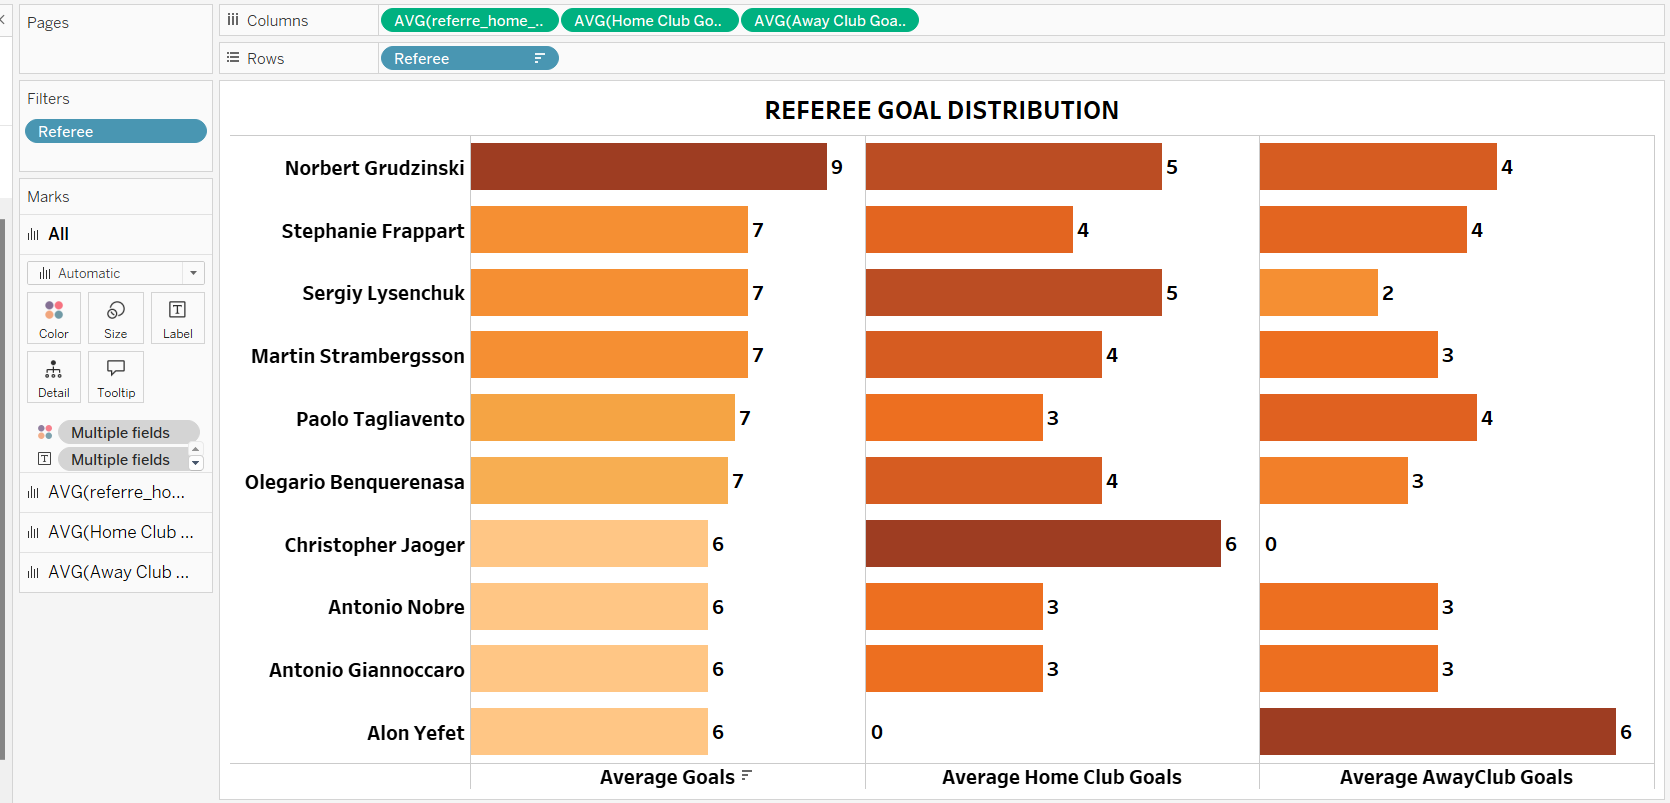 Pages
Columns
AVG(referre_home_..
AVG(Home Club Go..
AVG(Away Club Goa..
Rows
Referee
Filters
Referee
Marks
All
Automatic
Color
Size
Label
Detail
Tooltip
Multiple fields
Multiple fields
AVG(referre_ho...
AVG(Home Club ...
AVG(Away Club ...
REFEREE GOAL DISTRIBUTION
Norbert Grudzinski 9 5 4
Stephanie Frappart 7 4 4
Sergiy Lysenchuk 7 5 2
Martin Strambergsson 7 4 3
Paolo Tagliavento 7 3 4
Olegario Benquerenasa 7 4 3
Christopher Jaoger 6 6 0
Antonio Nobre 6 3 3
Antonio Giannoccaro 6 3 3
Alon Yefet 6 0 6
Average Goals
Average Home Club Goals
Average AwayClub Goals